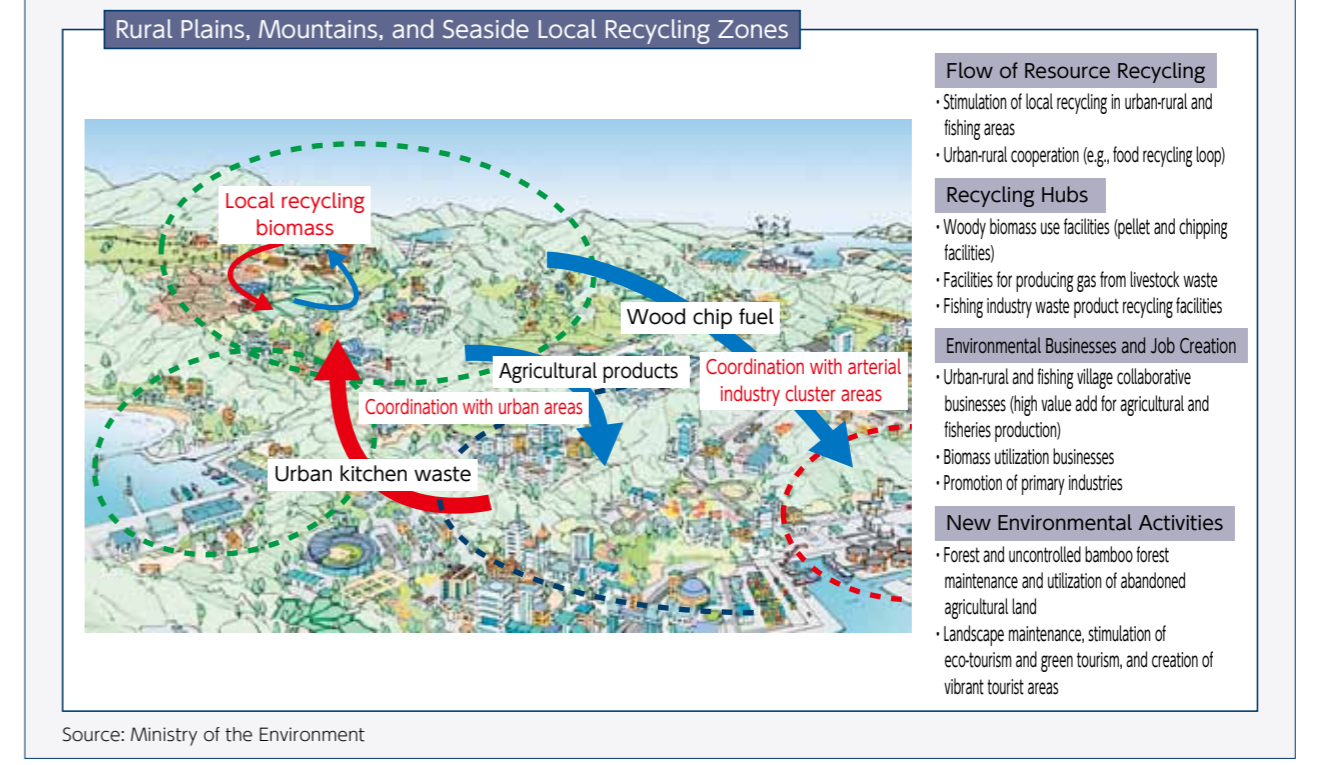 Rural Plains, Mountains, and Seaside Local Recycling Zones
Local recycling
biomass
Wood chip fuel
Agricultural products
Coordination with arterial
industry cluster areas
Coordination with urban areas
Urban kitchen waste
Flow of Resource Recycling
・Stimulation of local recycling in urban-rural and
fishing areas
・Urban-rural cooperation (e.g., food recycling loop)
Recycling Hubs
・Woody biomass use facilities (pellet and chipping
facilities)
・Facilities for producing gas from livestock waste
・Fishing industry waste product recycling facilities
Environmental Businesses and Job Creation
・Urban-rural and fishing village collaborative
businesses (high value add for agricultural and
fisheries production)
・Biomass utilization businesses
・Promotion of primary industries
New Environmental Activities
・Forest and uncontrolled bamboo forest
maintenance and utilization of abandoned
agricultural land
・Landscape maintenance, stimulation of
eco-tourism and green tourism, and creation of
vibrant tourist areas
Source: Ministry of the Environment